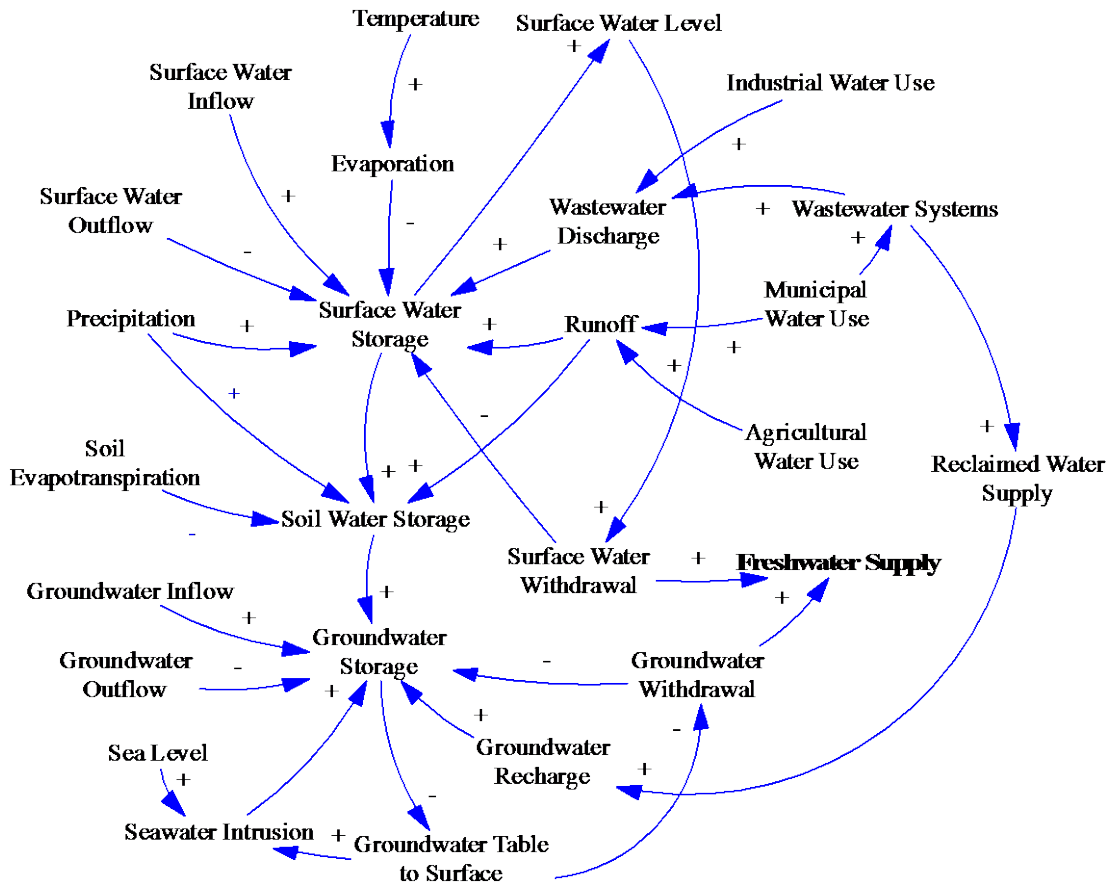 Temperature
Surface Water Level
Surface Water
Inflow
Industrial Water Use
+
+
Evaporation
+
Surface Water
Outflow
+
-
Wastewater
Discharge
+
Wastewater Systems
-
+
+
Municipal
Water Use
Precipitation
+
Surface Water
Storage
+
Runoff
+
+
+
-
Agricultural
Water Use
+
Soil
Evapotranspiration
+
+
Reclaimed Water
Supply
-
Soil Water Storage
+
Surface Water
Withdrawal
+
Freshwater Supply
Groundwater Inflow
+
+
+
Groundwater
Storage
Groundwater
Outflow
-
+
-
Groundwater
Withdrawal
+
-
Sea Level
+
Groundwater
Recharge
+
-
Seawater Intrusion
+
Groundwater Table
to Surface